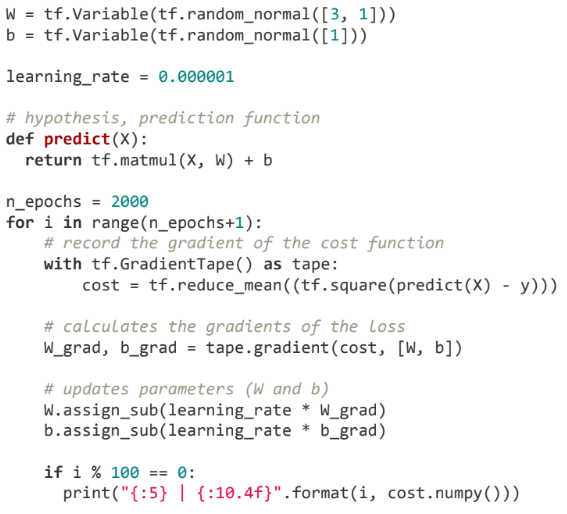 W = tf.Variable(tf.random_normal([3, 1]))
b = tf.Variable(tf.random_normal([1]))
learning_rate = 0.000001
# hypothesis, prediction function
def predict(X):
  return tf.matmul(X, W) + b
n_epochs = 2000
for i in range(n_epochs+1):
    # record the gradient of the cost function
    with tf.GradientTape() as tape:
        cost = tf.reduce_mean((tf.square(predict(X) - y)))
    # calculates the gradients of the loss
    W_grad, b_grad = tape.gradient(cost, [W, b])
    # updates parameters (W and b)
    W.assign_sub(learning_rate * W_grad)
    b.assign_sub(learning_rate * b_grad)
    if i % 100 == 0:
      print("{:5} | {:10.4f}".format(i, cost.numpy()))